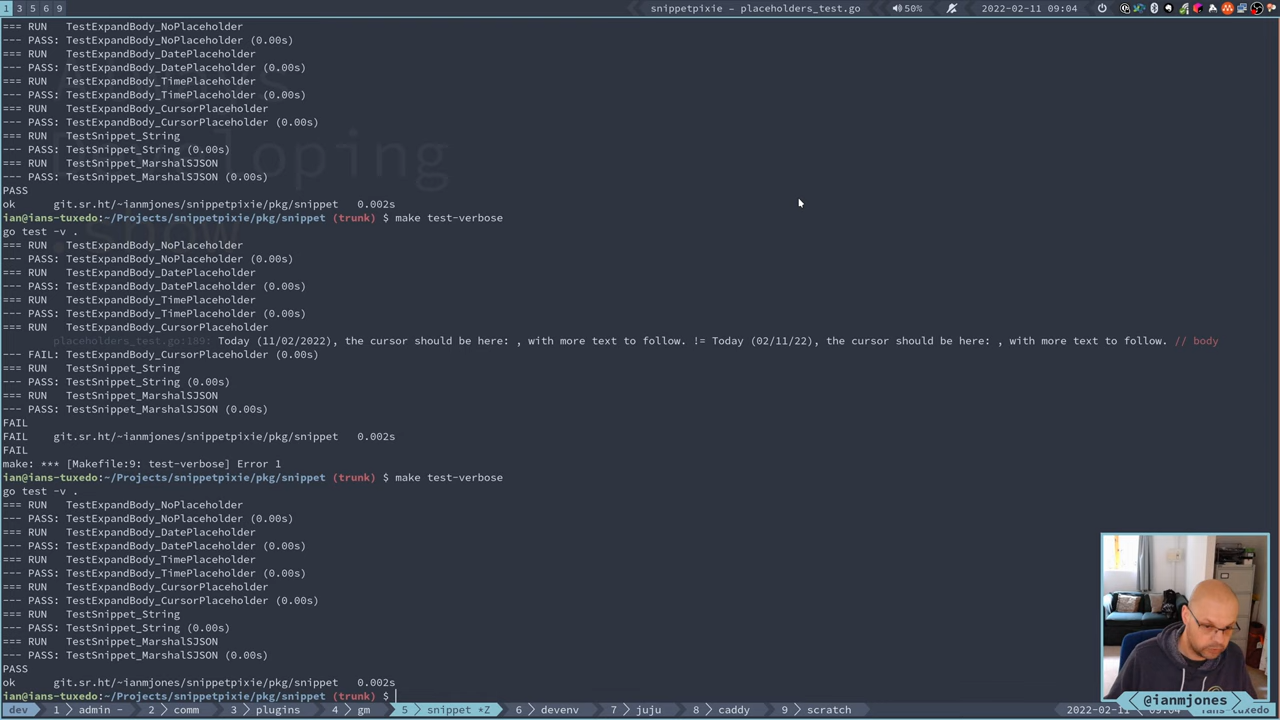 1 3 5 6 9
snippetpixie – placeholders_test.go
50%
2022-02-11 09:04
=== RUN   TestExpandBody_NoPlaceholder
--- PASS: TestExpandBody_NoPlaceholder (0.00s)
=== RUN   TestExpandBody_DatePlaceholder
--- PASS: TestExpandBody_DatePlaceholder (0.00s)
=== RUN   TestExpandBody_TimePlaceholder
--- PASS: TestExpandBody_TimePlaceholder (0.00s)
=== RUN   TestExpandBody_CursorPlaceholder
--- PASS: TestExpandBody_CursorPlaceholder (0.00s)
=== RUN   TestSnippet_String
--- PASS: TestSnippet_String (0.00s)
=== RUN   TestSnippet_MarshalSJSON
--- PASS: TestSnippet_MarshalSJSON (0.00s)
PASS
ok      git.sr.ht/~ianmjones/snippetpixie/pkg/snippet   0.002s
ian@ians-tuxedo:~/Projects/snippetpixie/pkg/snippet (trunk) $ make test-verbose
go test -v .
=== RUN   TestExpandBody_NoPlaceholder
--- PASS: TestExpandBody_NoPlaceholder (0.00s)
=== RUN   TestExpandBody_DatePlaceholder
--- PASS: TestExpandBody_DatePlaceholder (0.00s)
=== RUN   TestExpandBody_TimePlaceholder
--- PASS: TestExpandBody_TimePlaceholder (0.00s)
=== RUN   TestExpandBody_CursorPlaceholder
placeholders_test.go:189: Today (11/02/2022), the cursor should be here: , with more text to follow. != Today (02/11/22), the cursor should be here: , with more text to follow. // body
--- FAIL: TestExpandBody_CursorPlaceholder (0.00s)
=== RUN   TestSnippet_String
--- PASS: TestSnippet_String (0.00s)
=== RUN   TestSnippet_MarshalSJSON
--- PASS: TestSnippet_MarshalSJSON (0.00s)
FAIL
FAIL    git.sr.ht/~ianmjones/snippetpixie/pkg/snippet   0.002s
FAIL
make: *** [Makefile:9: test-verbose] Error 1
ian@ians-tuxedo:~/Projects/snippetpixie/pkg/snippet (trunk) $ make test-verbose
go test -v .
=== RUN   TestExpandBody_NoPlaceholder
--- PASS: TestExpandBody_NoPlaceholder (0.00s)
=== RUN   TestExpandBody_DatePlaceholder
--- PASS: TestExpandBody_DatePlaceholder (0.00s)
=== RUN   TestExpandBody_TimePlaceholder
--- PASS: TestExpandBody_TimePlaceholder (0.00s)
=== RUN   TestExpandBody_CursorPlaceholder
--- PASS: TestExpandBody_CursorPlaceholder (0.00s)
=== RUN   TestSnippet_String
--- PASS: TestSnippet_String (0.00s)
=== RUN   TestSnippet_MarshalSJSON
--- PASS: TestSnippet_MarshalSJSON (0.00s)
PASS
ok      git.sr.ht/~ianmjones/snippetpixie/pkg/snippet   0.002s
ian@ians-tuxedo:~/Projects/snippetpixie/pkg/snippet (trunk) $
@ianmjones
dev 1 admin - 2 comm 3 plugins 4 gm 5 snippet *Z 6 devenv 7 juju 8 caddy 9 scratch 2022-02-11 tuxedo